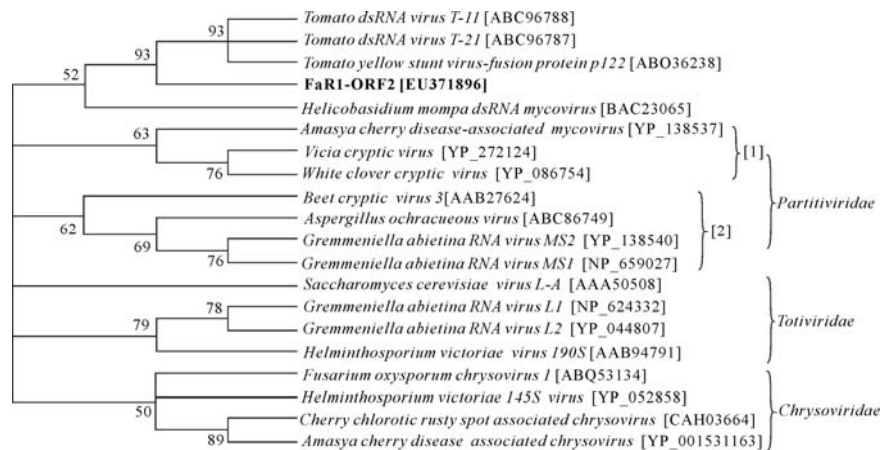 93 Tomato dsRNA virus T-11 [ABC96788]
Tomato dsRNA virus T-21 [ABC96787]
93 Tomato yellow stunt virus-fusion protein p122 [ABO36238]
52 FaR1-ORF2 [EU371896]
Helicobasidium mompa dsRNA mycovirus [BAC23065]
63 Amasya cherry disease-associated mycovirus [YP_138537]
Vicia cryptic virus [YP_272124] [1]
76 White clover cryptic virus [YP_086754]
Beet cryptic virus 3[AAB27624] Partitiviridae
62 Aspergillus ochracueous virus [ABC86749] [2]
69 Gremmeniella abietina RNA virus MS2 [YP_138540]
76 Gremmeniella abietina RNA virus MS1 [NP_659027]
Saccharomyces cerevisiae virus L-A [AAA50508]
78 Gremmeniella abietina RNA virus L1 [NP_624332] Totiviridae
79 Gremmeniella abietina RNA virus L2 [YP_044807]
Helminthosporium victoriae virus 190S [AAB94791]
Fusarium oxysporum chrysovirus 1 [ABQ53134]
50 Helminthosporium victoriae 145S virus [YP_052858]
Cherry chlorotic rusty spot associated chrysovirus [CAH03664] Chrysoviridae
89 Amasya cherry disease associated chrysovirus [YP_001531163]